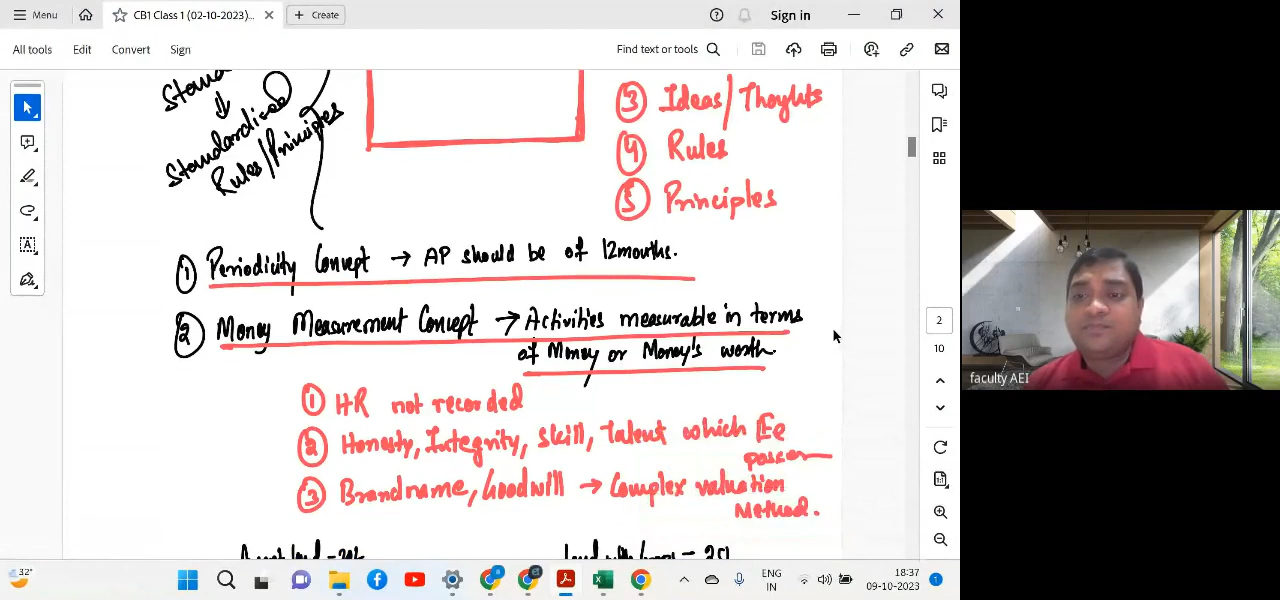 Menu
CB1 Class 1 (02-10-2023)...
Create
Sign in
All tools
Edit
Convert
Sign
Find text or tools
Standardised
Rules/Principles
③ Ideas/Thoughts
④ Rules
⑤ Principles
① Periodicity Concept → AP should be of 12 months.
② Money Measurement Concept → Activities measurable in terms
of Money or Money's worth.
① HR not recorded
② Honesty, Integrity, Skill, Talent which Ee
③ Brandname, Goodwill → Complex valuation
Method.
2
10
faculty AEI
32°
ENG
IN
18:37
09-10-2023
1